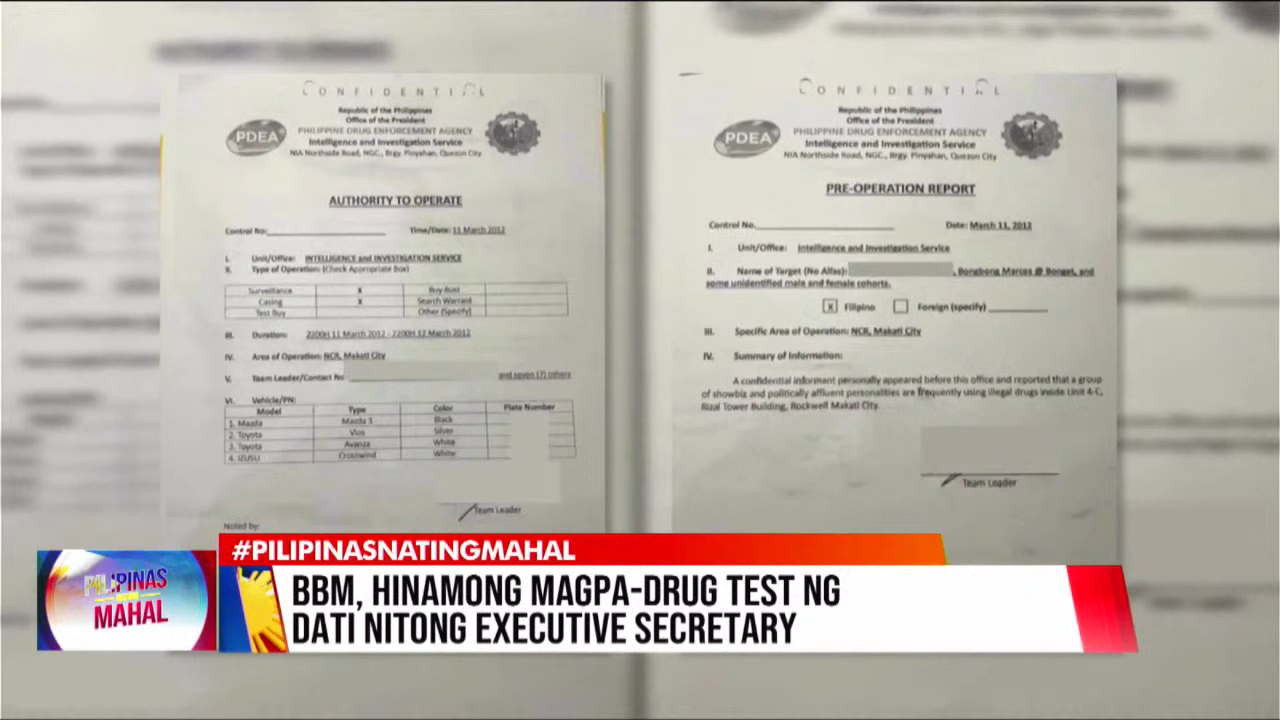 CONFIDENTIAL
Republic of the Philippines
Office of the President
PDEA
PHILIPPINE DRUG ENFORCEMENT AGENCY
Intelligence and Investigation Service
NIA Northside Road, NGC., Brgy. Pinyahan, Quezon City
AUTHORITY TO OPERATE
Control No: Time/Date: 11 March 2012
I. Unit/Office: INTELLIGENCE and INVESTIGATION SERVICE
II. Type of Operation: (Check Appropriate Box)
Surveillance x Buy Bust
Casing x Search Warrant
Test Buy Other (Specify)
III. Duration: 2200H 11 March 2012 - 2200H 12 March 2012
IV. Area of Operation: NCR, Makati City
V. Team Leader/Contact No and seven (7) others
VI. Vehicle/PN:
Model Type Color Plate Number
1. Mazda Mazda 3 Black
2. Toyota Vios Silver
3. Toyota Avanza White
4. IZUSU Crosswind White
Team Leader
Noted by:
CONFIDENTIAL
Republic of the Philippines
Office of the President
PDEA
PHILIPPINE DRUG ENFORCEMENT AGENCY
Intelligence and Investigation Service
NIA Northside Road, NGC., Brgy. Pinyahan, Quezon City
PRE-OPERATION REPORT
Control No. Date: March 11, 2012
I. Unit/Office: Intelligence and Investigation Service
II. Name of Target (No Alias): , Bongbong Marcos @ Bonget, and
some unidentified male and female cohorts.
x Filipino Foreign (specify)
III. Specific Area of Operation: NCR, Makati City
IV. Summary of Information:
A confidential informant personally appeared before this office and reported that a group
of showbiz and politically affluent personalities are frequently using illegal drugs inside Unit 4-C,
Rizal Tower Building, Rockwell Makati City.
Team Leader
#PILIPINASNATINGMAHAL
PILIPINAS
MAHAL
BBM, HINAMONG MAGPA-DRUG TEST NG
DATI NITONG EXECUTIVE SECRETARY